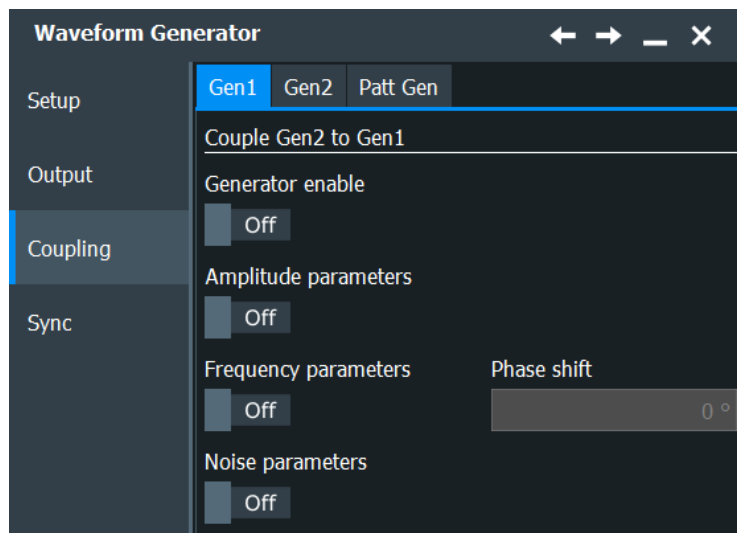 Waveform Generator
Setup
Output
Coupling
Sync
Gen1 Gen2 Patt Gen
Couple Gen2 to Gen1
Generator enable
Off
Amplitude parameters
Off
Frequency parameters Phase shift
Off 0 °
Noise parameters
Off